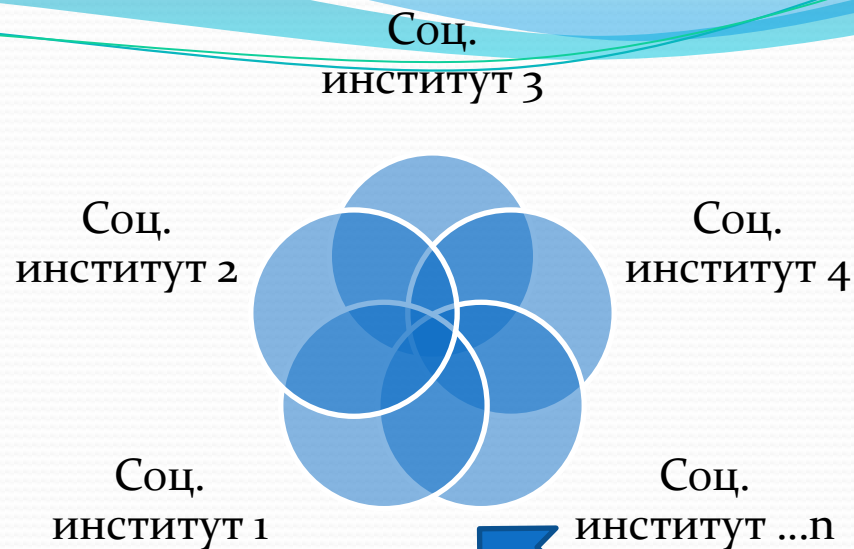 Соц.
институт 3
Соц.
институт 2
Соц.
институт 4
Соц.
институт 1
Соц.
институт ...n